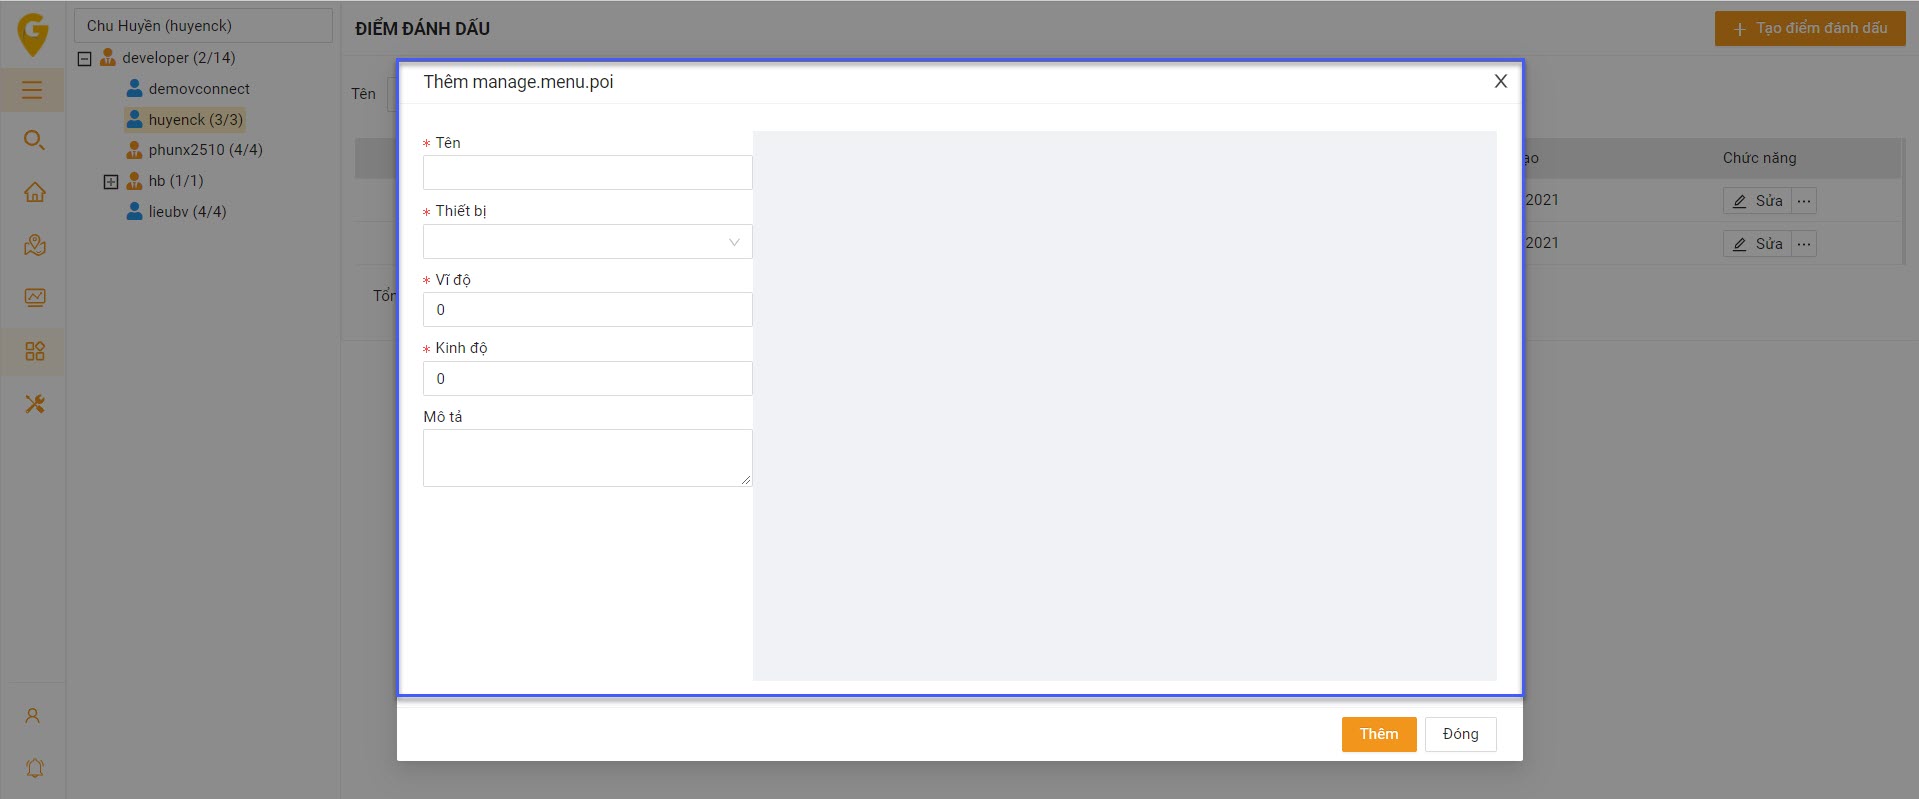 Chu Huyền (huyenck)
developer (2/14)
demovconnect
huyenck (3/3)
phunx2510 (4/4)
hb (1/1)
lieubv (4/4)
ĐIỂM ĐÁNH DẤU
Tạo điểm đánh dấu
Tên
Chức năng
2021
Sửa
2021
Sửa
Thêm manage.menu.poi
* Tên
* Thiết bị
* Vĩ độ
0
* Kinh độ
0
Mô tả
Thêm
Đóng